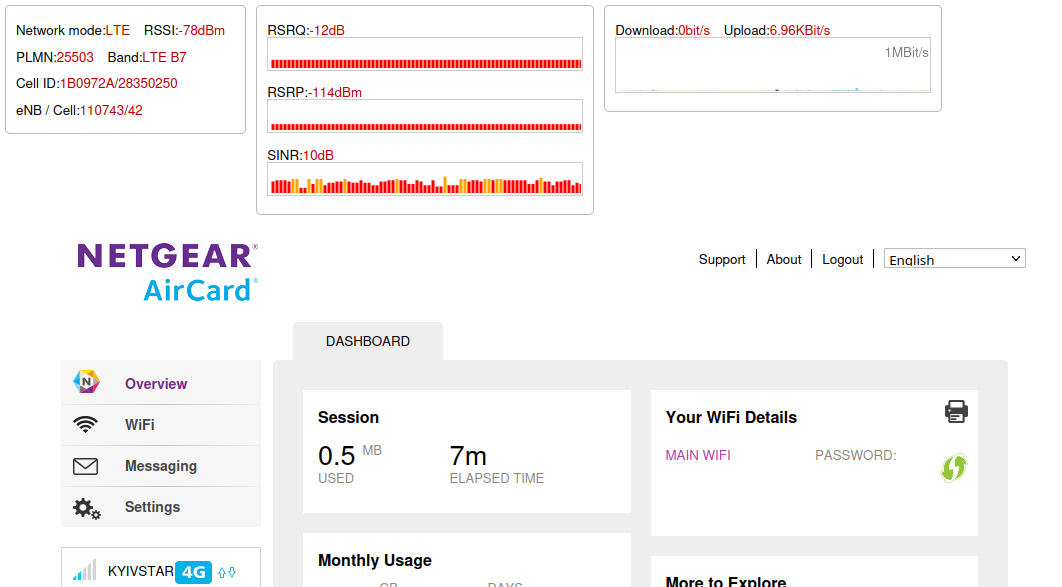 Network mode:LTE RSSI:-78dBm
PLMN:25503 Band:LTE B7
Cell ID:1B0972A/28350250
eNB / Cell:110743/42
RSRQ:-12dB
RSRP:-114dBm
SINR:10dB
Download:0bit/s Upload:6.96KBit/s
1MBit/s
NETGEAR®
AirCard®
Support About Logout English
DASHBOARD
N Overview
WiFi
Messaging
Settings
KYIVSTAR 4G
Session
0.5 MB 7m
USED ELAPSED TIME
Monthly Usage
GB DAYS
Your WiFi Details
MAIN WIFI PASSWORD:
More to Explore